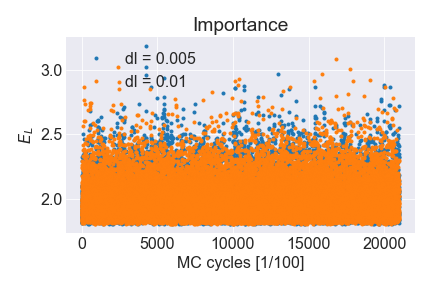 Importance
dl = 0.005
dl = 0.01
3.0
2.5
2.0
E_L
0 5000 10000 15000 20000
MC cycles [1/100]